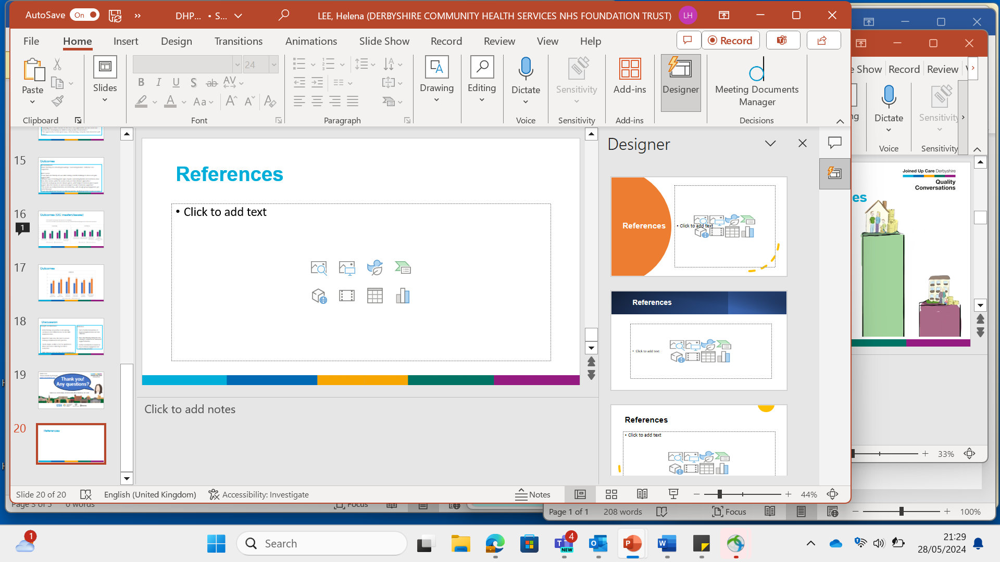 AutoSave On DHP... • S... LEE, Helena (DERBYSHIRE COMMUNITY HEALTH SERVICES NHS FOUNDATION TRUST) LH
File Home Insert Design Transitions Animations Slide Show Record Review View Help Record
24
B I U S ab AV
Aa A A
Paste
Slides
Drawing
Editing
Dictate
Sensitivity
Add-ins
Designer
Meeting Documents
Manager
Clipboard Font Paragraph Voice Sensitivity Add-ins Decisions
e Show Record Review
Dictate
Sensitivity
Voice Sensitivity
15
Outcomes
16
1
Outcomes (QC masterclasses)
17
Outcomes
18
Discussion
19
Thank you!
Any questions?
20
References
References
• Click to add text
Click to add notes
Designer
References
• Click to add text
References
• Click to add text
References
• Click to add text
Joined Up Care Derbyshire
Quality
Conversations
es
33%
Slide 20 of 20 English (United Kingdom) Accessibility: Investigate Notes 44%
Page 3 of 5 0 words Focus
Page 1 of 1 208 words Focus 100%
1
Search
4
NEW
21:29
28/05/2024